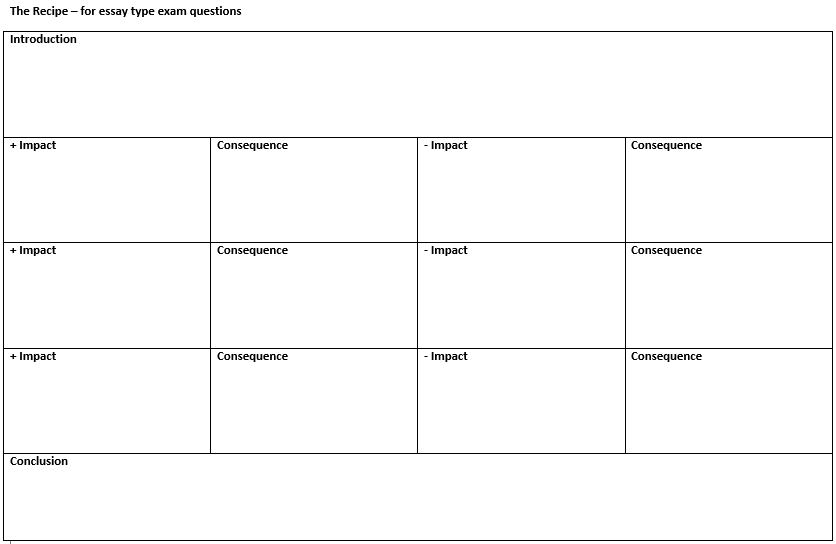 The Recipe – for essay type exam questions
Introduction
+ Impact
Consequence
- Impact
Consequence
+ Impact
Consequence
- Impact
Consequence
+ Impact
Consequence
- Impact
Consequence
Conclusion